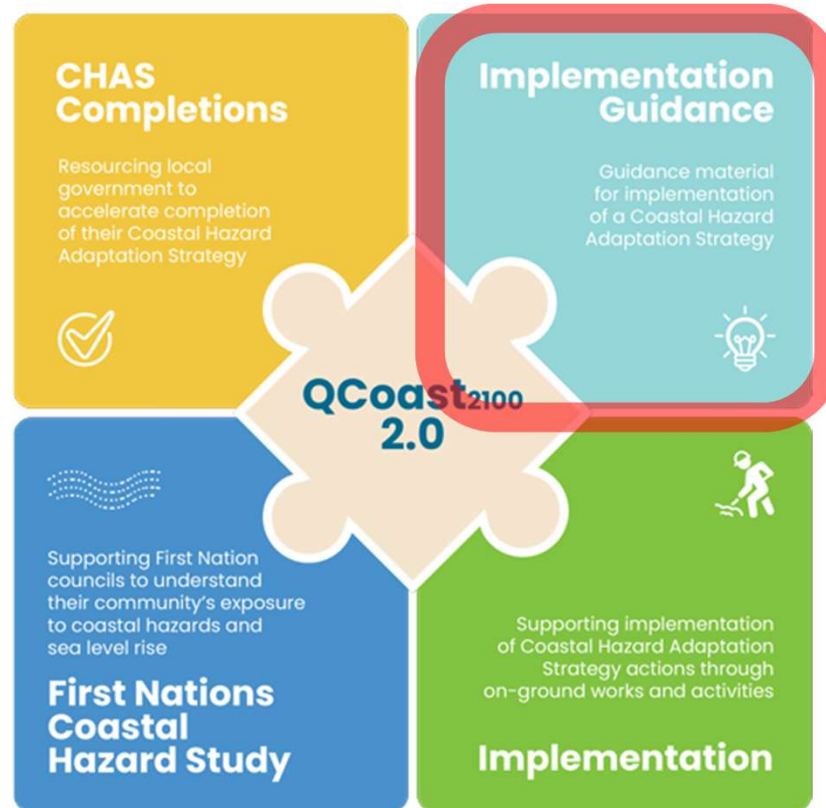 CHAS
Completions
Resourcing local
government to
accelerate completion
of their Coastal Hazard
Adaptation Strategy
Implementation
Guidance
Guidance material
for implementation
of a Coastal Hazard
Adaptation Strategy
QCoast2100
2.0
Supporting First Nation
councils to understand
their community's exposure
to coastal hazards and
sea level rise
First Nations
Coastal
Hazard Study
Supporting implementation
of Coastal Hazard Adaptation
Strategy actions through
on-ground works and activities
Implementation